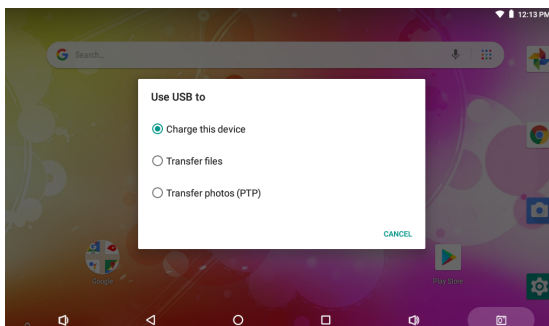 12:13 PM
G Search...
Use USB to
Charge this device
Transfer files
Transfer photos (PTP)
CANCEL
Google
Play Store